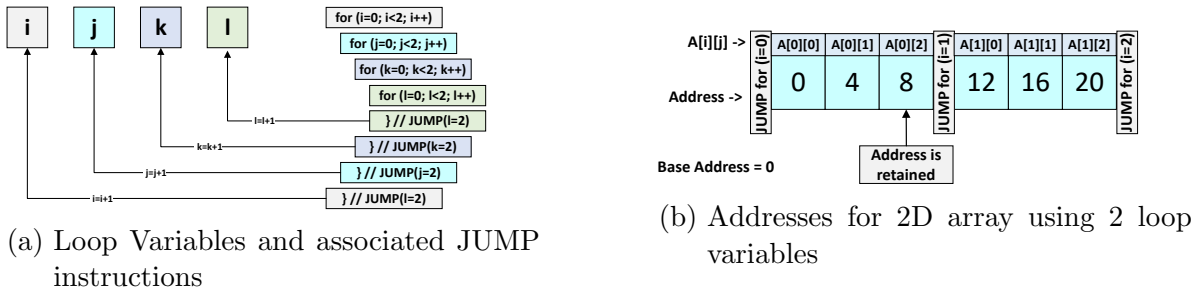 i j k l
for (i=0; i<2; i++)
for (j=0; j<2; j++)
for (k=0; k<2; k++)
for (l=0; l<2; l++)
l=l+1
} // JUMP(l=2)
k=k+1
} // JUMP(k=2)
j=j+1
} // JUMP(j=2)
i=i+1
} // JUMP(l=2)
(a) Loop Variables and associated JUMP
instructions
A[i][j] ->
Address ->
JUMP for (i=0)
A[0][0] A[0][1] A[0][2]
0 4 8
JUMP for (i=1)
A[1][0] A[1][1] A[1][2]
12 16 20
JUMP for (i=2)
Base Address = 0
Address is
retained
(b) Addresses for 2D array using 2 loop
variables